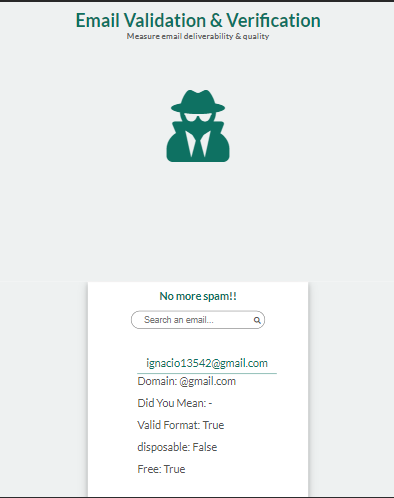 Email Validation & Verification
Measure email deliverability & quality
No more spam!!
Search an email...
ignacio13542@gmail.com
Domain: @gmail.com
Did You Mean: -
Valid Format: True
disposable: False
Free: True